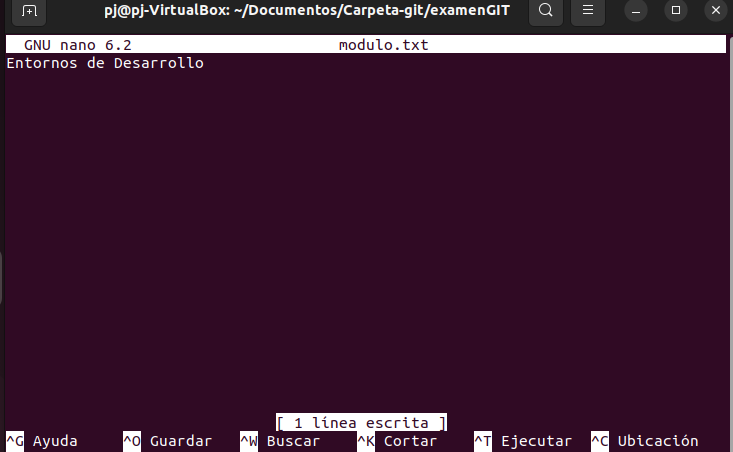 pj@pj-VirtualBox: ~/Documentos/Carpeta-git/examenGIT
GNU nano 6.2 modulo.txt
Entornos de Desarrollo
[ 1 línea escrita ]
^G Ayuda ^O Guardar ^W Buscar ^K Cortar ^T Ejecutar ^C Ubicación